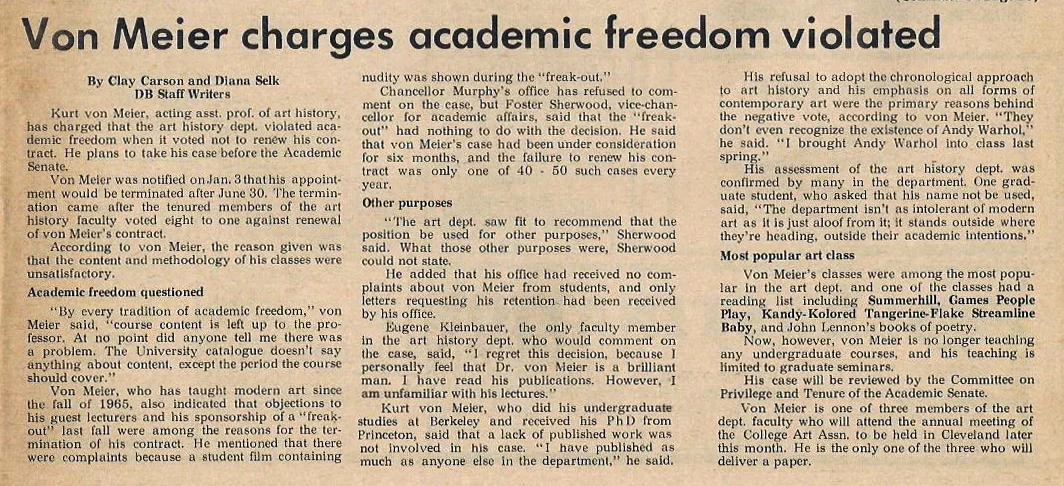 Von Meier charges academic freedom violated
By Clay Carson and Diana Selk
DB Staff Writers
Kurt von Meier, acting asst. prof. of art history,
has charged that the art history dept. violated aca-
demic freedom when it voted not to renew his con-
tract. He plans to take his case before the Academic
Senate.
Von Meier was notified on Jan. 3 that his appoint-
ment would be terminated after June 30. The termin-
ation came after the tenured members of the art
history faculty voted eight to one against renewal
of von Meier's contract.
According to von Meier, the reason given was
that the content and methodology of his classes were
unsatisfactory.
Academic freedom questioned
"By every tradition of academic freedom," von
Meier said, "course content is left up to the pro-
fessor. At no point did anyone tell me there was
a problem. The University catalogue doesn't say
anything about content, except the period the course
should cover."
Von Meier, who has taught modern art since
the fall of 1965, also indicated that objections to
his guest lecturers and his sponsorship of a "freak-
out" last fall were among the reasons for the ter-
mination of his contract. He mentioned that there
were complaints because a student film containing
nudity was shown during the "freak-out."
Chancellor Murphy's office has refused to com-
ment on the case, but Foster Sherwood, vice-chan-
cellor for academic affairs, said that the "freak-
out" had nothing to do with the decision. He said
that von Meier's case had been under consideration
for six months, and the failure to renew his con-
tract was only one of 40 - 50 such cases every
year.
Other purposes
"The art dept. saw fit to recommend that the
position be used for other purposes," Sherwood
said. What those other purposes were, Sherwood
could not state.
He added that his office had received no com-
plaints about von Meier from students, and only
letters requesting his retention had been received
by his office.
Eugene Kleinbauer, the only faculty member
in the art history dept. who would comment on
the case, said, "I regret this decision, because I
personally feel that Dr. von Meier is a brilliant
man. I have read his publications. However, I
am unfamiliar with his lectures."
Kurt von Meier, who did his undergraduate
studies at Berkeley and received his PhD from
Princeton, said that a lack of published work was
not involved in his case. "I have published as
much as anyone else in the department," he said.
His refusal to adopt the chronological approach
to art history and his emphasis on all forms of
contemporary art were the primary reasons behind
the negative vote, according to von Meier. "They
don't even recognize the existence of Andy Warhol,"
he said. "I brought Andy Warhol into class last
spring."
His assessment of the art history dept. was
confirmed by many in the department. One grad-
uate student, who asked that his name not be used,
said, "The department isn't as intolerant of modern
art as it is just aloof from it; it stands outside where
they're heading, outside their academic intentions."
Most popular art class
Von Meier's classes were among the most popu-
lar in the art dept. and one of the classes had a
reading list including Summerhill, Games People
Play, Kandy-Kolored Tangerine-Flake Streamline
Baby, and John Lennon's books of poetry.
Now, however, von Meier is no longer teaching
any undergraduate courses, and his teaching is
limited to graduate seminars.
His case will be reviewed by the Committee on
Privilege and Tenure of the Academic Senate.
Von Meier is one of three members of the art
dept. faculty who will attend the annual meeting of
the College Art Assn. to be held in Cleveland later
this month. He is the only one of the three who will
deliver a paper.